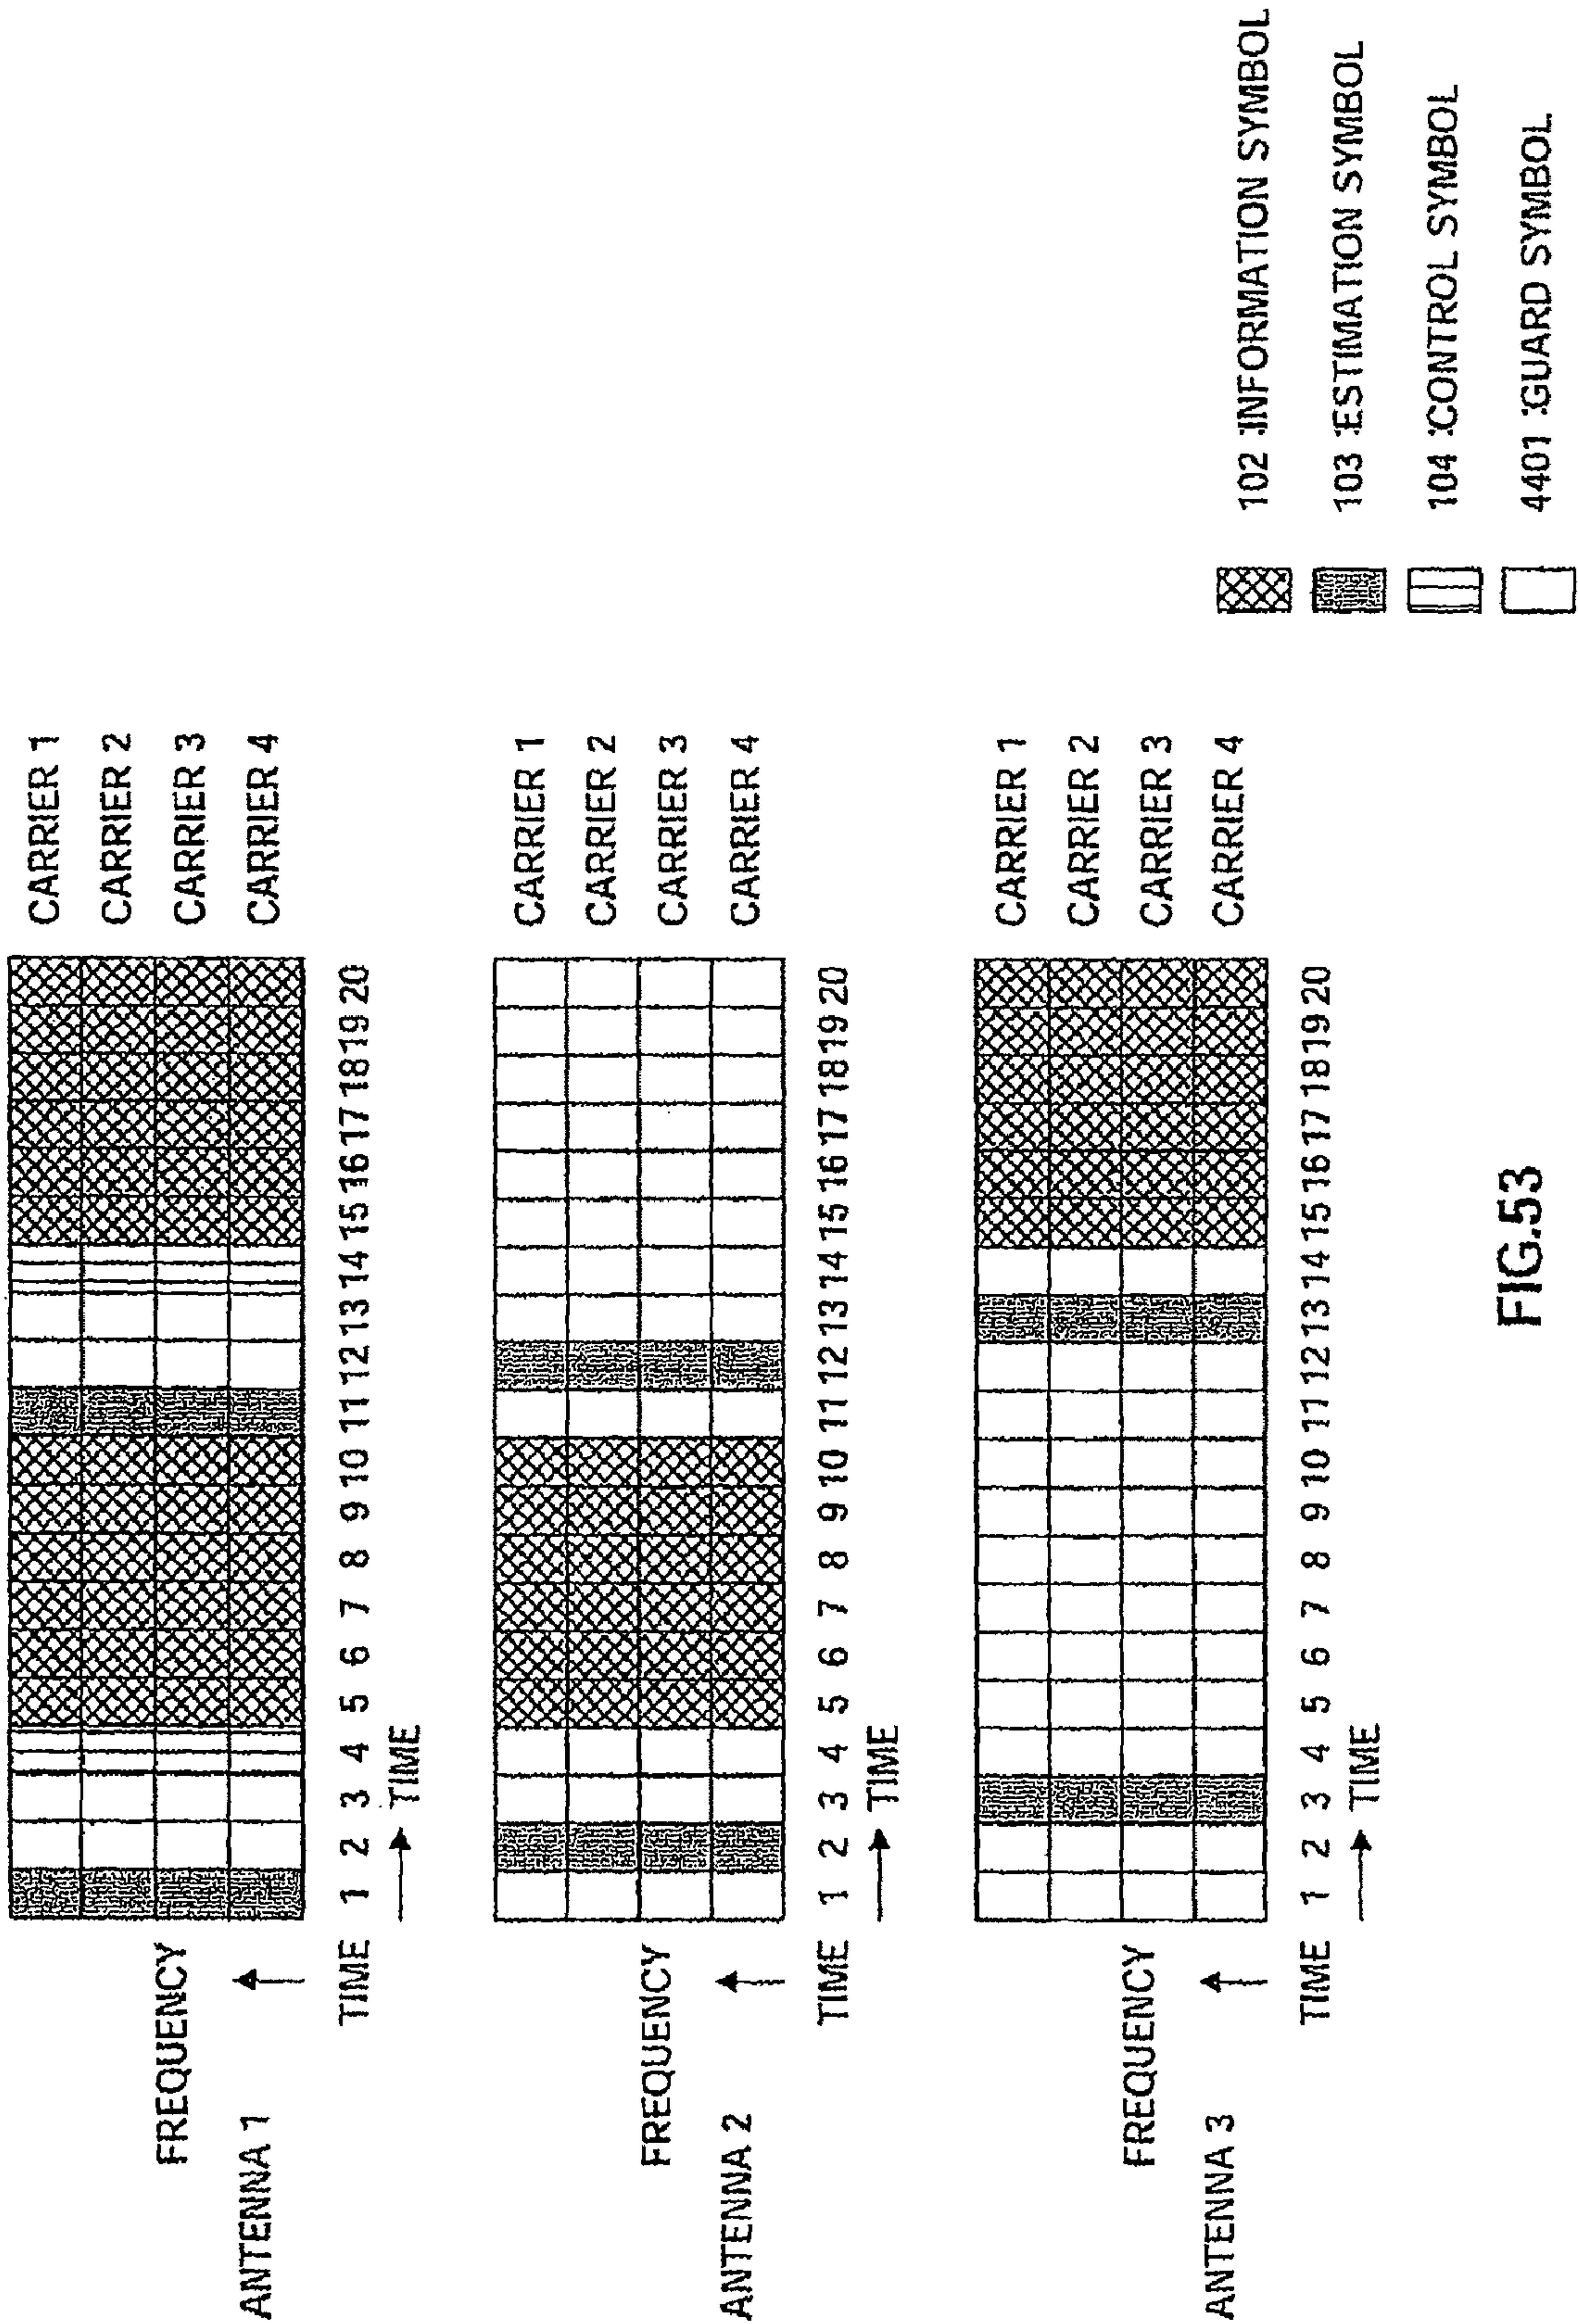 FREQUENCY
ANTENNA 1
CARRIER 1
CARRIER 2
CARRIER 3
CARRIER 4
TIME 1 2 3 4 5 6 7 8 9 10 11 12 13 14 15 16 17 18 19 20
TIME
FREQUENCY
ANTENNA 2
CARRIER 1
CARRIER 2
CARRIER 3
CARRIER 4
TIME 1 2 3 4 5 6 7 8 9 10 11 12 13 14 15 16 17 18 19 20
TIME
FREQUENCY
ANTENNA 3
CARRIER 1
CARRIER 2
CARRIER 3
CARRIER 4
TIME 1 2 3 4 5 6 7 8 9 10 11 12 13 14 15 16 17 18 19 20
TIME
102 :INFORMATION SYMBOL
103 :ESTIMATION SYMBOL
104 :CONTROL SYMBOL
4401 :GUARD SYMBOL
FIG.53